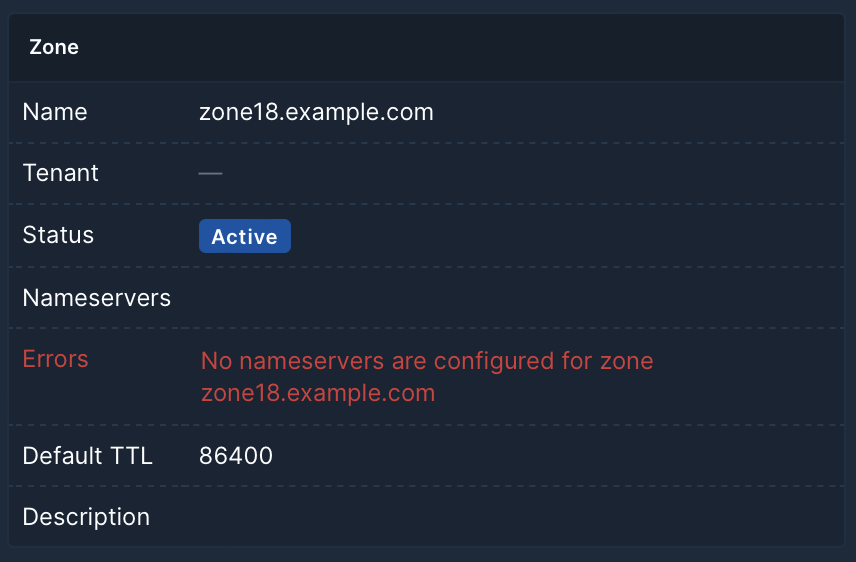 Zone
Name zone18.example.com
Tenant —
Status Active
Nameservers
Errors No nameservers are configured for zone
zone18.example.com
Default TTL 86400
Description